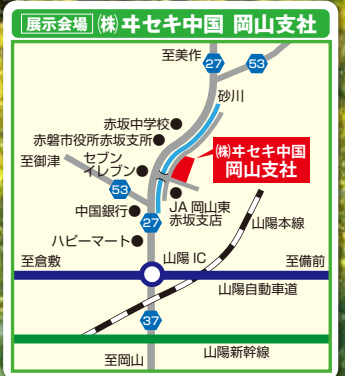 展示会場 ㈱ヰセキ中国 岡山支社
至美作
27
53
砂川
赤坂中学校
赤磐市役所赤坂支所
至御津
セブン
イレブン
㈱ヰセキ中国
岡山支社
53
中国銀行
JA 岡山東
赤坂支店
27
山陽本線
ハピーマート
山陽 IC
至倉敷
至備前
山陽自動車道
37
山陽新幹線
至岡山